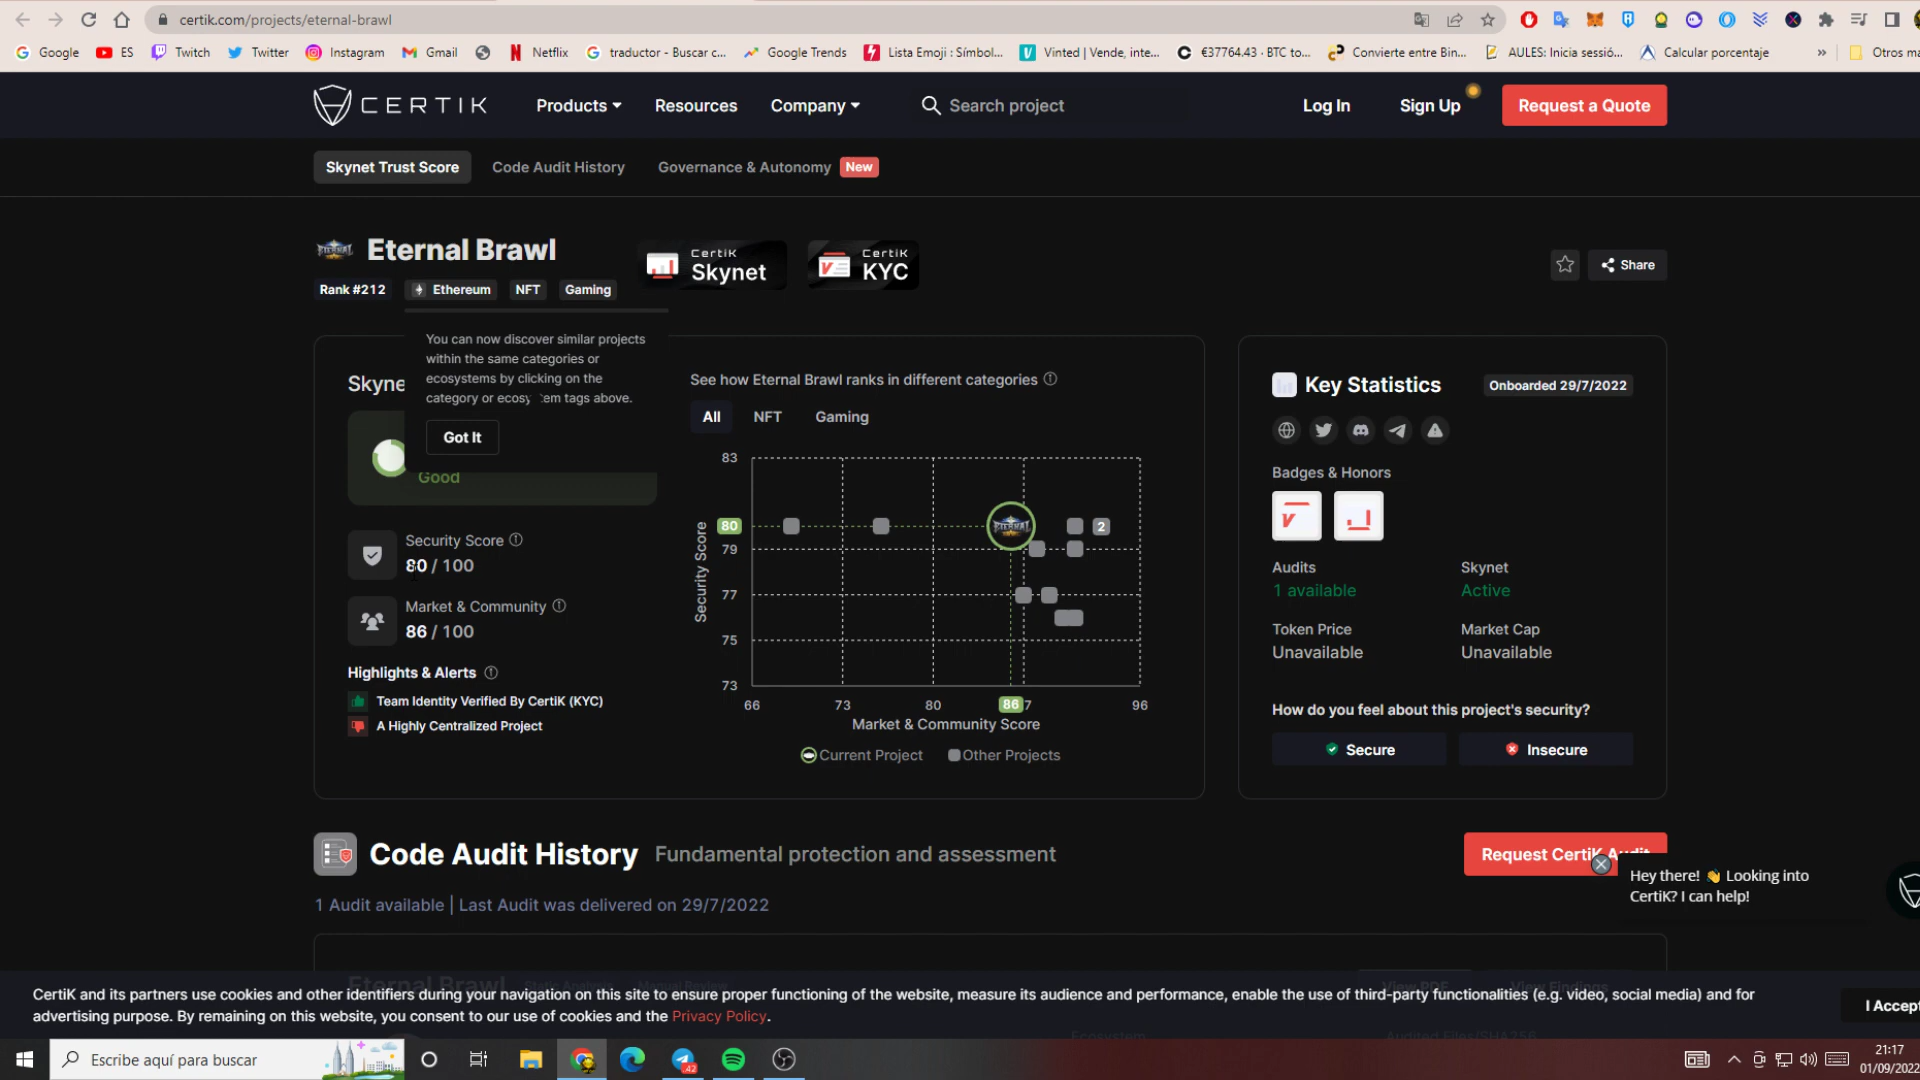 certik.com/projects/eternal-brawl
Google
ES
Twitch
Twitter
Instagram
Gmail
Netflix
traductor - Buscar c...
Google Trends
Lista Emoji : Símbol...
Vinted | Vende, inte...
€37764.43 · BTC to...
Convierte entre Bin...
AULES: Inicia sessió...
Calcular porcentaje
»
Otros ma
CERTIK
Products
Resources
Company
Search project
Log In
Sign Up
Request a Quote
Skynet Trust Score
Code Audit History
Governance & Autonomy
New
Eternal Brawl
CertiK
Skynet
CertiK
KYC
Share
Rank #212
Ethereum
NFT
Gaming
You can now discover similar projects
within the same categories or
ecosystems by clicking on the
category or ecosystem tags above.
Got It
Skyne
Good
Security Score
80 / 100
Market & Community
86 / 100
Highlights & Alerts
Team Identity Verified By CertiK (KYC)
A Highly Centralized Project
See how Eternal Brawl ranks in different categories
All
NFT
Gaming
83
80
79
77
75
73
Security Score
ETERNAL
2
66
73
80
86
7
96
Market & Community Score
Current Project
Other Projects
Key Statistics
Onboarded 29/7/2022
Badges & Honors
Audits
Skynet
1 available
Active
Token Price
Market Cap
Unavailable
Unavailable
How do you feel about this project's security?
Secure
Insecure
Code Audit History
Fundamental protection and assessment
Request CertiK Audit
1 Audit available | Last Audit was delivered on 29/7/2022
Hey there! 👋 Looking into
CertiK? I can help!
Eternal Brawl
CertiK and its partners use cookies and other identifiers during your navigation on this site to ensure proper functioning of the website, measure its audience and performance, enable the use of third-party functionalities (e.g. video, social media) and for
advertising purpose. By remaining on this website, you consent to our use of cookies and the Privacy Policy.
I Accept
Ecosystem
Audited Files/SHA256
Escribe aquí para buscar
42
21:17
01/09/2022